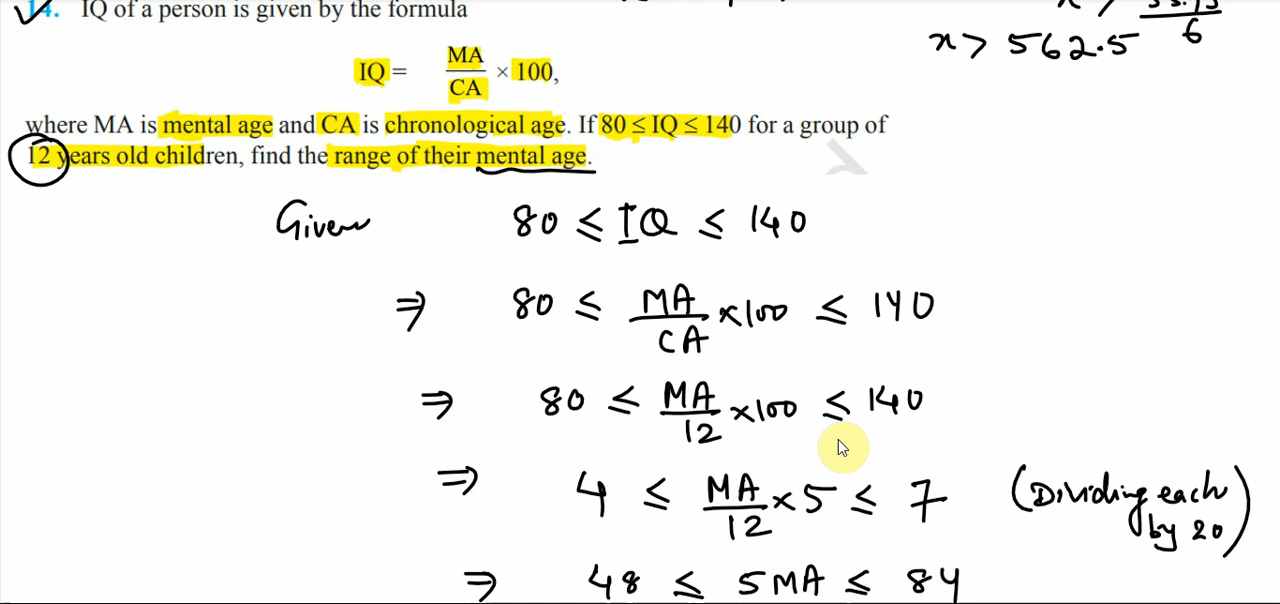 14. IQ of a person is given by the formula
x >
6
x > 562.5
IQ = MA/CA × 100,
where MA is mental age and CA is chronological age. If 80 ≤ IQ ≤ 140 for a group of
12 years old children, find the range of their mental age.
Given 80 ≤ IQ ≤ 140
⇒ 80 ≤ MA/CA ×100 ≤ 140
⇒ 80 ≤ MA/12 ×100 ≤ 140
⇒ 4 ≤ MA/12 × 5 ≤ 7 (Dividing each by 20)
⇒ 48 ≤ 5MA ≤ 84